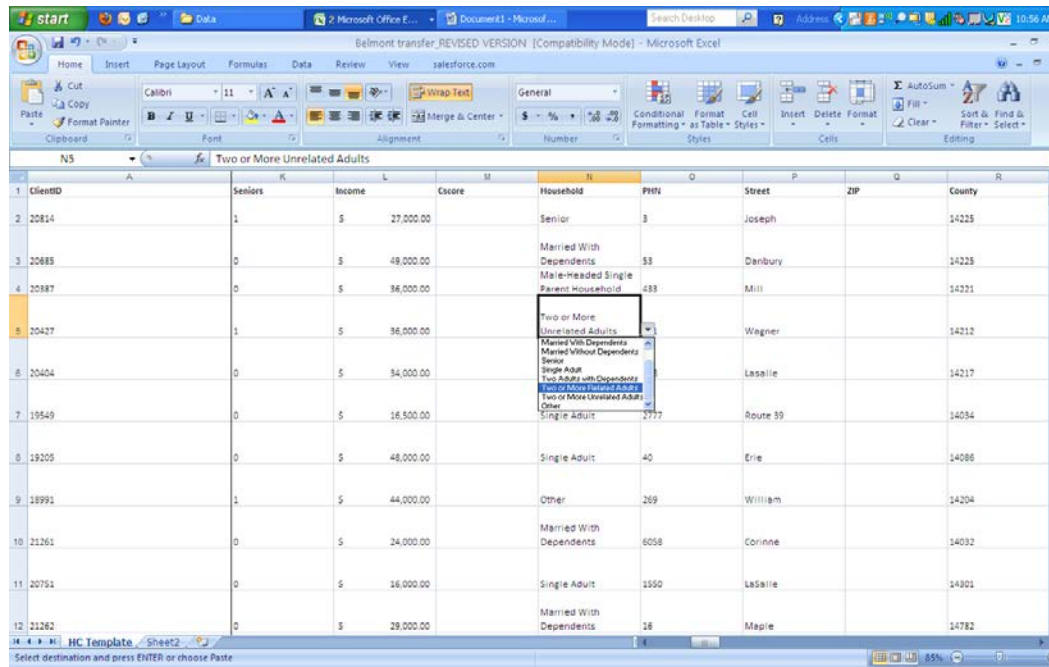 start
Data
2 Microsoft Office E...
Document1 - Microsof...
Search Desktop
Address
10:56 A
Belmont transfer_REVISED VERSION [Compatibility Mode] - Microsoft Excel
Home Insert Page Layout Formulas Data Review View salesforce.com
Paste
Cut
Copy
Format Painter
Clipboard
Calibri 11 A A
B I U A
Font
Wrap Text
Merge & Center
Alignment
General
$ % ,
Number
Conditional Formatting
Format as Table
Cell Styles
Styles
Insert Delete Format
Cells
Σ AutoSum
Fill
Clear
Sort & Filter
Find & Select
Editing
N5 fx Two or More Unrelated Adults
A K L M N O P Q R
1 ClientID Seniors Income Cscore Household PHN Street ZIP County
2 20814 1 $ 27,000.00 Senior 3 Joseph 14225
Married With
3 20685 0 $ 49,000.00 Dependents 53 Danbury 14225
Male-Headed Single
4 20387 0 $ 36,000.00 Parent Household 433 Mill 14221
Two or More
5 20427 1 $ 36,000.00 Unrelated Adults Wagner 14212
Married With Dependents
Married Without Dependents
Senior
Single Adult
Two Adults with Dependents
Two or More Related Adults
Two or More Unrelated Adults
Other
6 20404 0 $ 34,000.00 Lasalle 14217
7 19549 0 $ 16,500.00 Single Adult 2777 Route 39 14034
8 19205 0 $ 48,000.00 Single Adult 40 Erie 14086
9 18991 1 $ 44,000.00 Other 269 William 14204
Married With
10 21261 0 $ 24,000.00 Dependents 6058 Corinne 14032
11 20751 0 $ 16,000.00 Single Adult 1550 LaSalle 14301
Married With
12 21262 0 $ 29,000.00 Dependents 16 Maple 14782
HC Template Sheet2
Select destination and press ENTER or choose Paste
85%